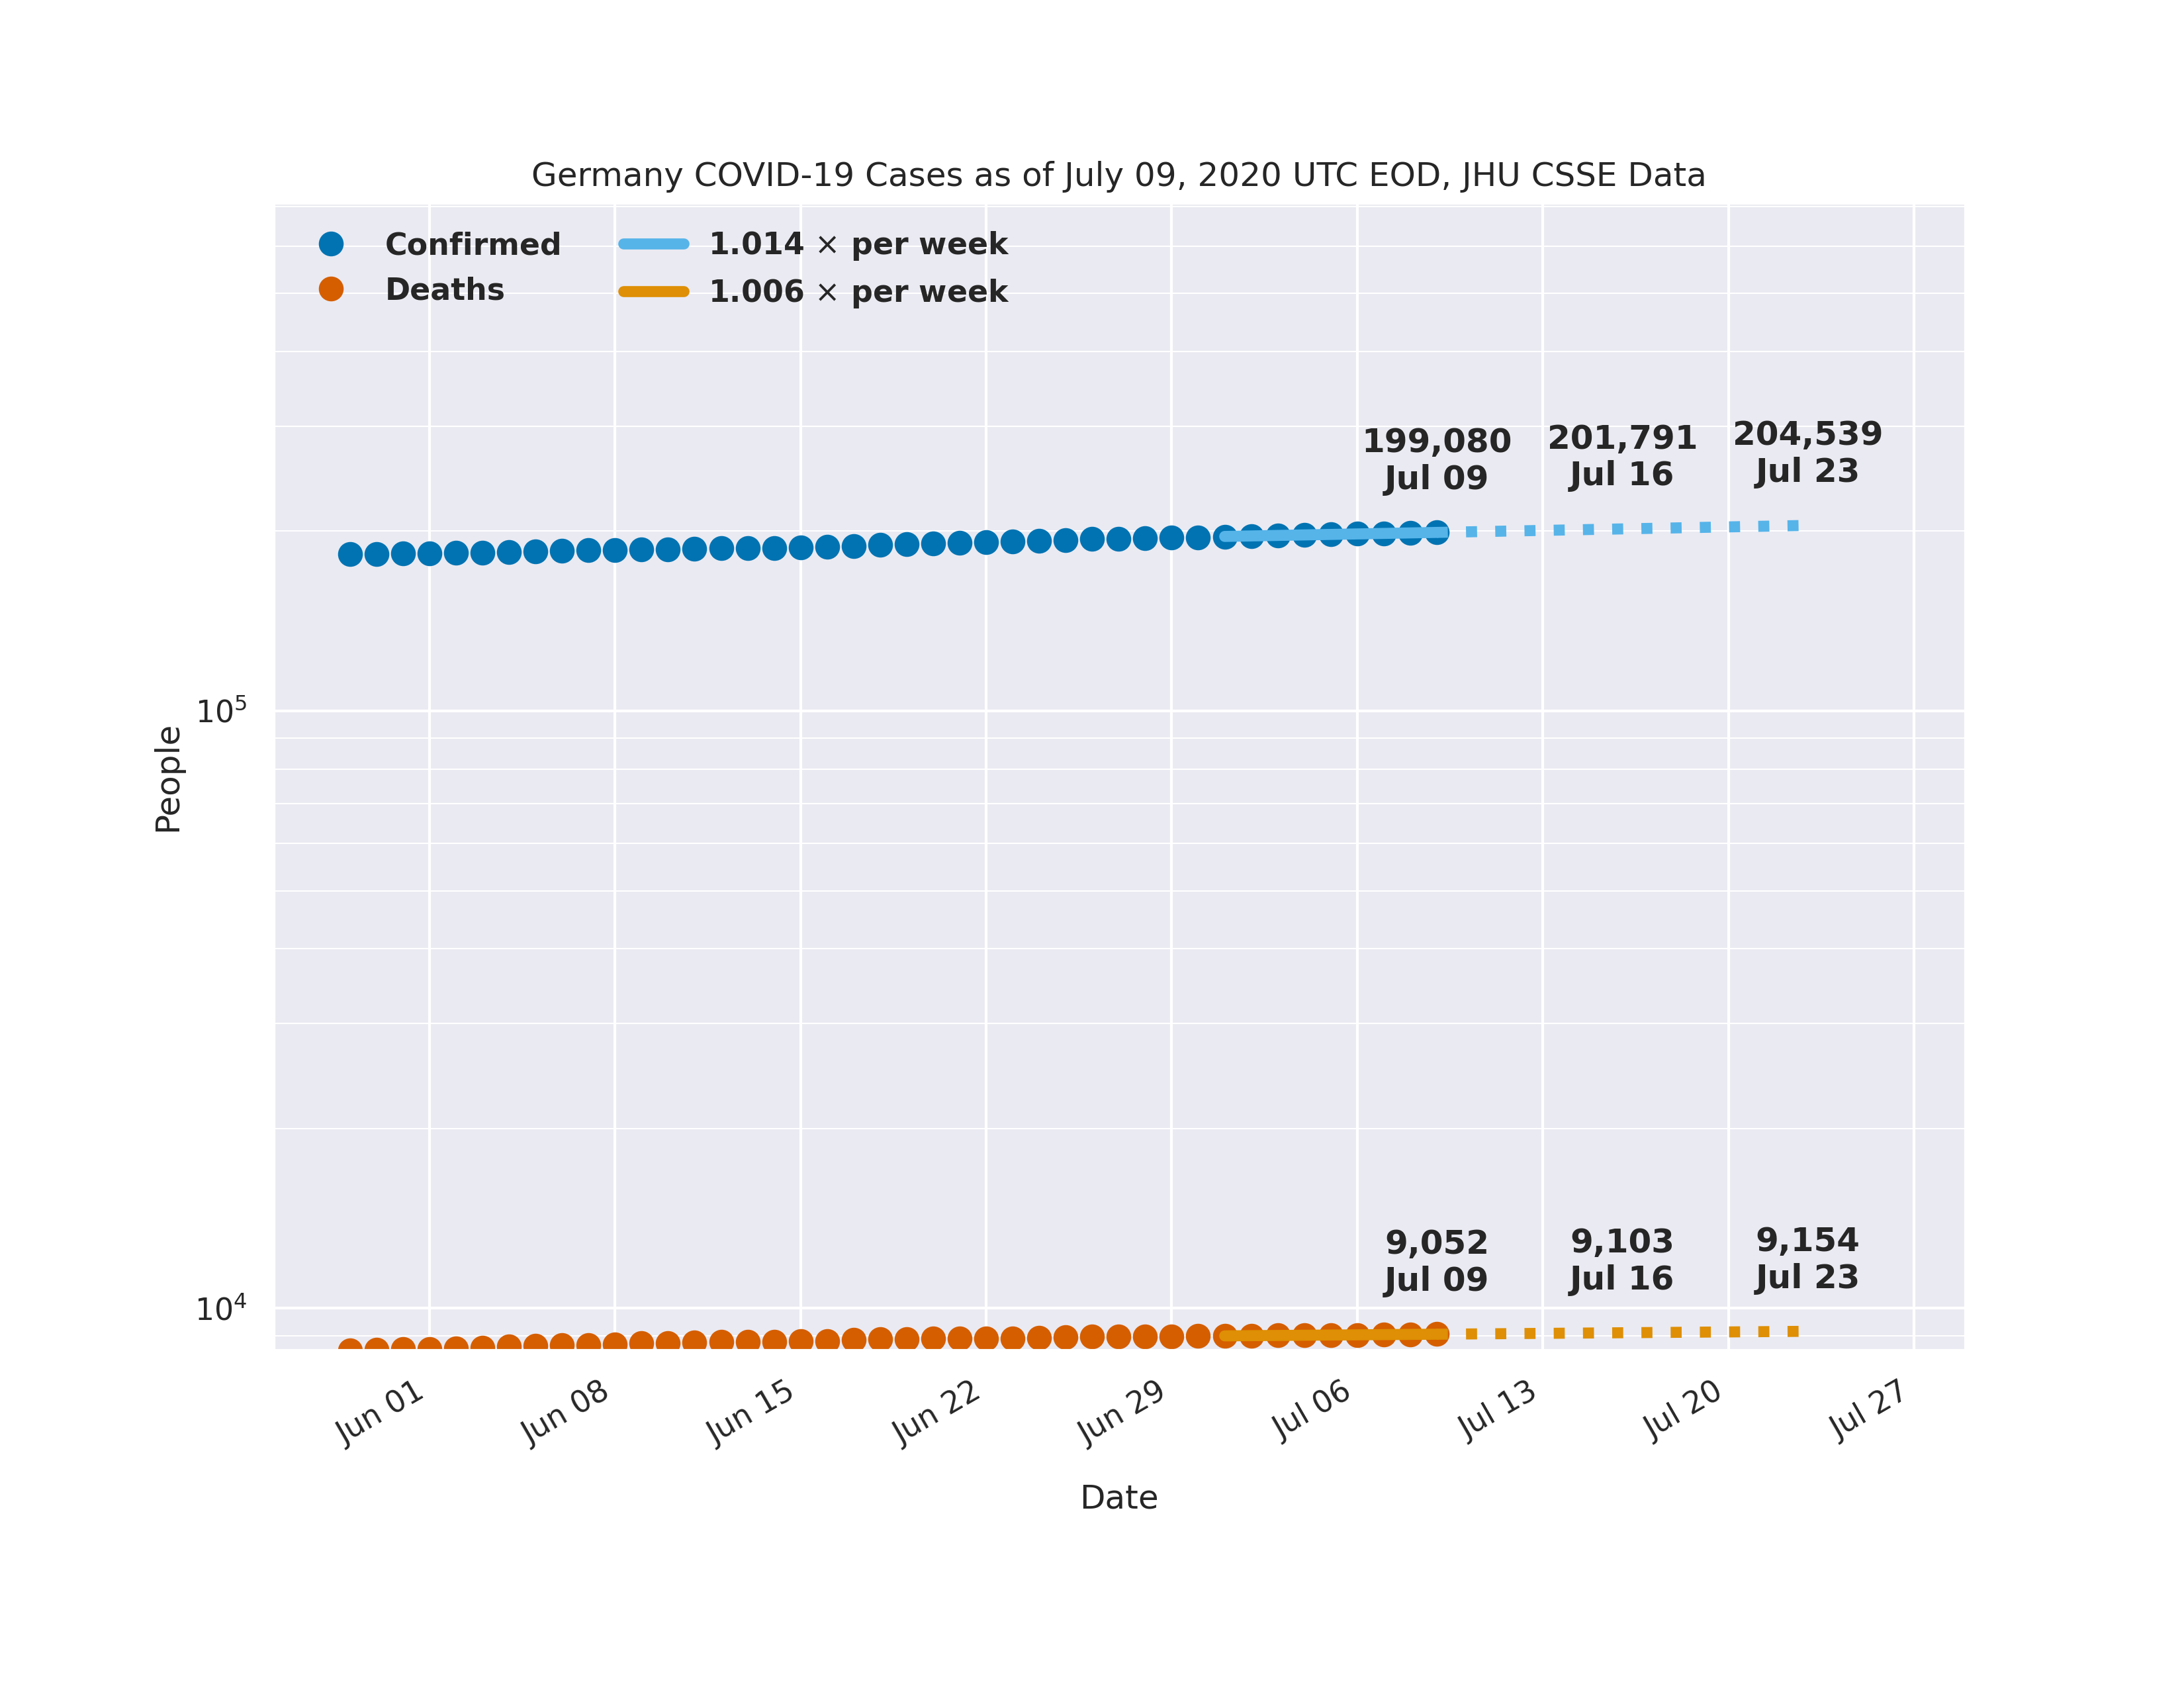 Germany COVID-19 Cases as of July 09, 2020 UTC EOD, JHU CSSE Data
Confirmed
Deaths
1.014 × per week
1.006 × per week
199,080
Jul 09
201,791
Jul 16
204,539
Jul 23
10⁵
People
9,052
Jul 09
9,103
Jul 16
9,154
Jul 23
10⁴
Jun 01
Jun 08
Jun 15
Jun 22
Jun 29
Jul 06
Jul 13
Jul 20
Jul 27
Date